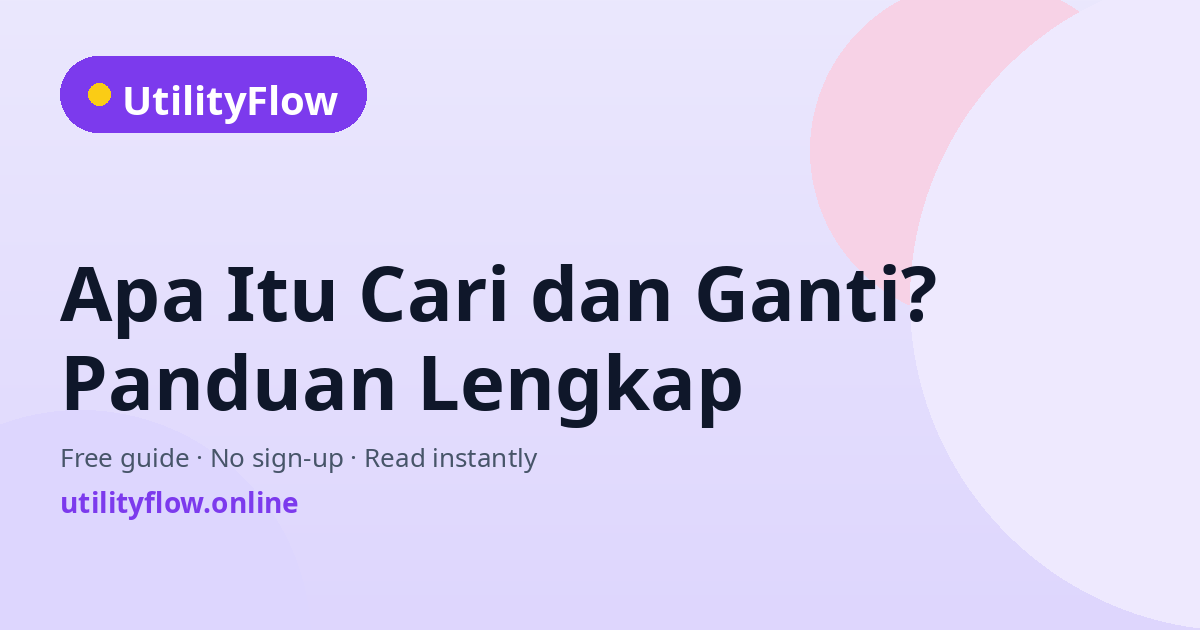 UtilityFlow
Apa Itu Cari dan Ganti?
Panduan Lengkap
Free guide · No sign-up · Read instantly
utilityflow.online